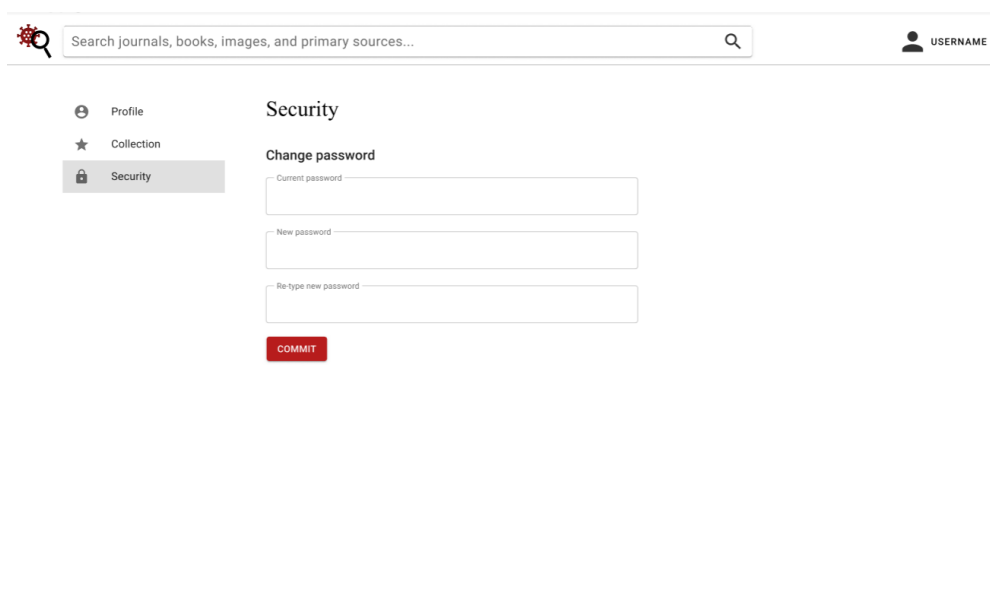 Search journals, books, images, and primary sources...
USERNAME
Profile
Collection
Security
Security
Change password
Current password
New password
Re-type new password
COMMIT